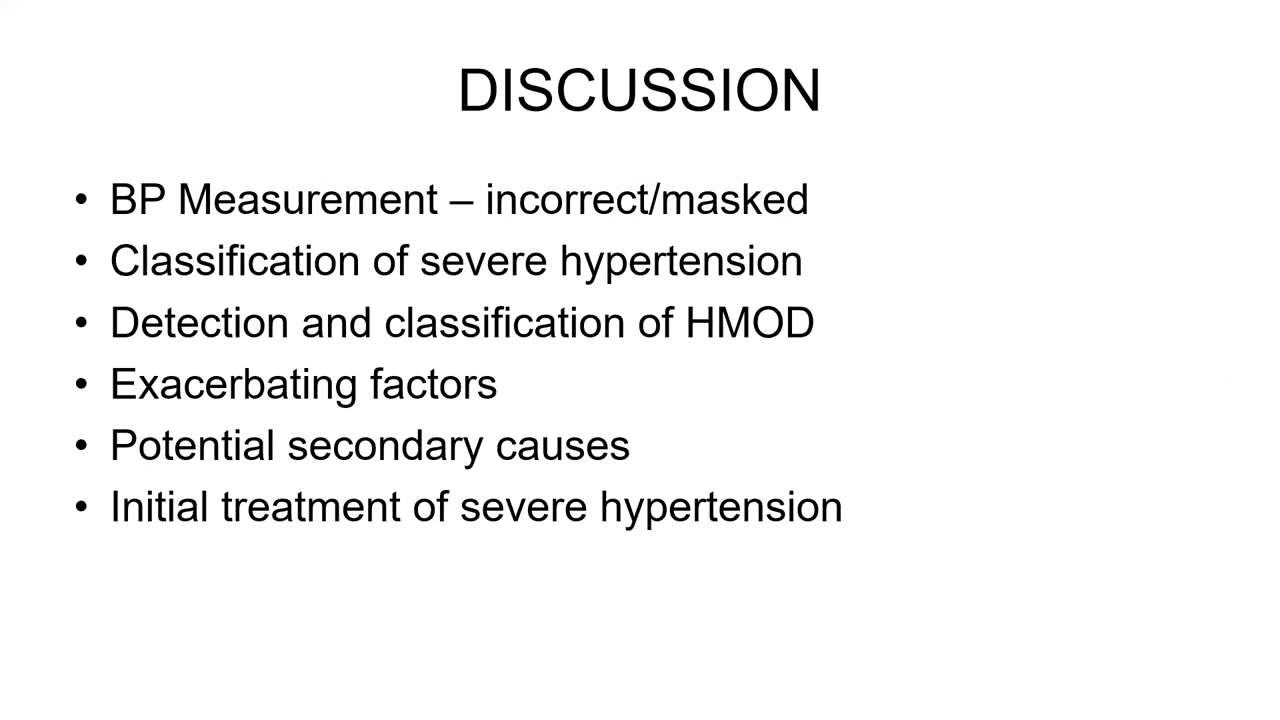 DISCUSSION
• BP Measurement – incorrect/masked
• Classification of severe hypertension
• Detection and classification of HMOD
• Exacerbating factors
• Potential secondary causes
• Initial treatment of severe hypertension